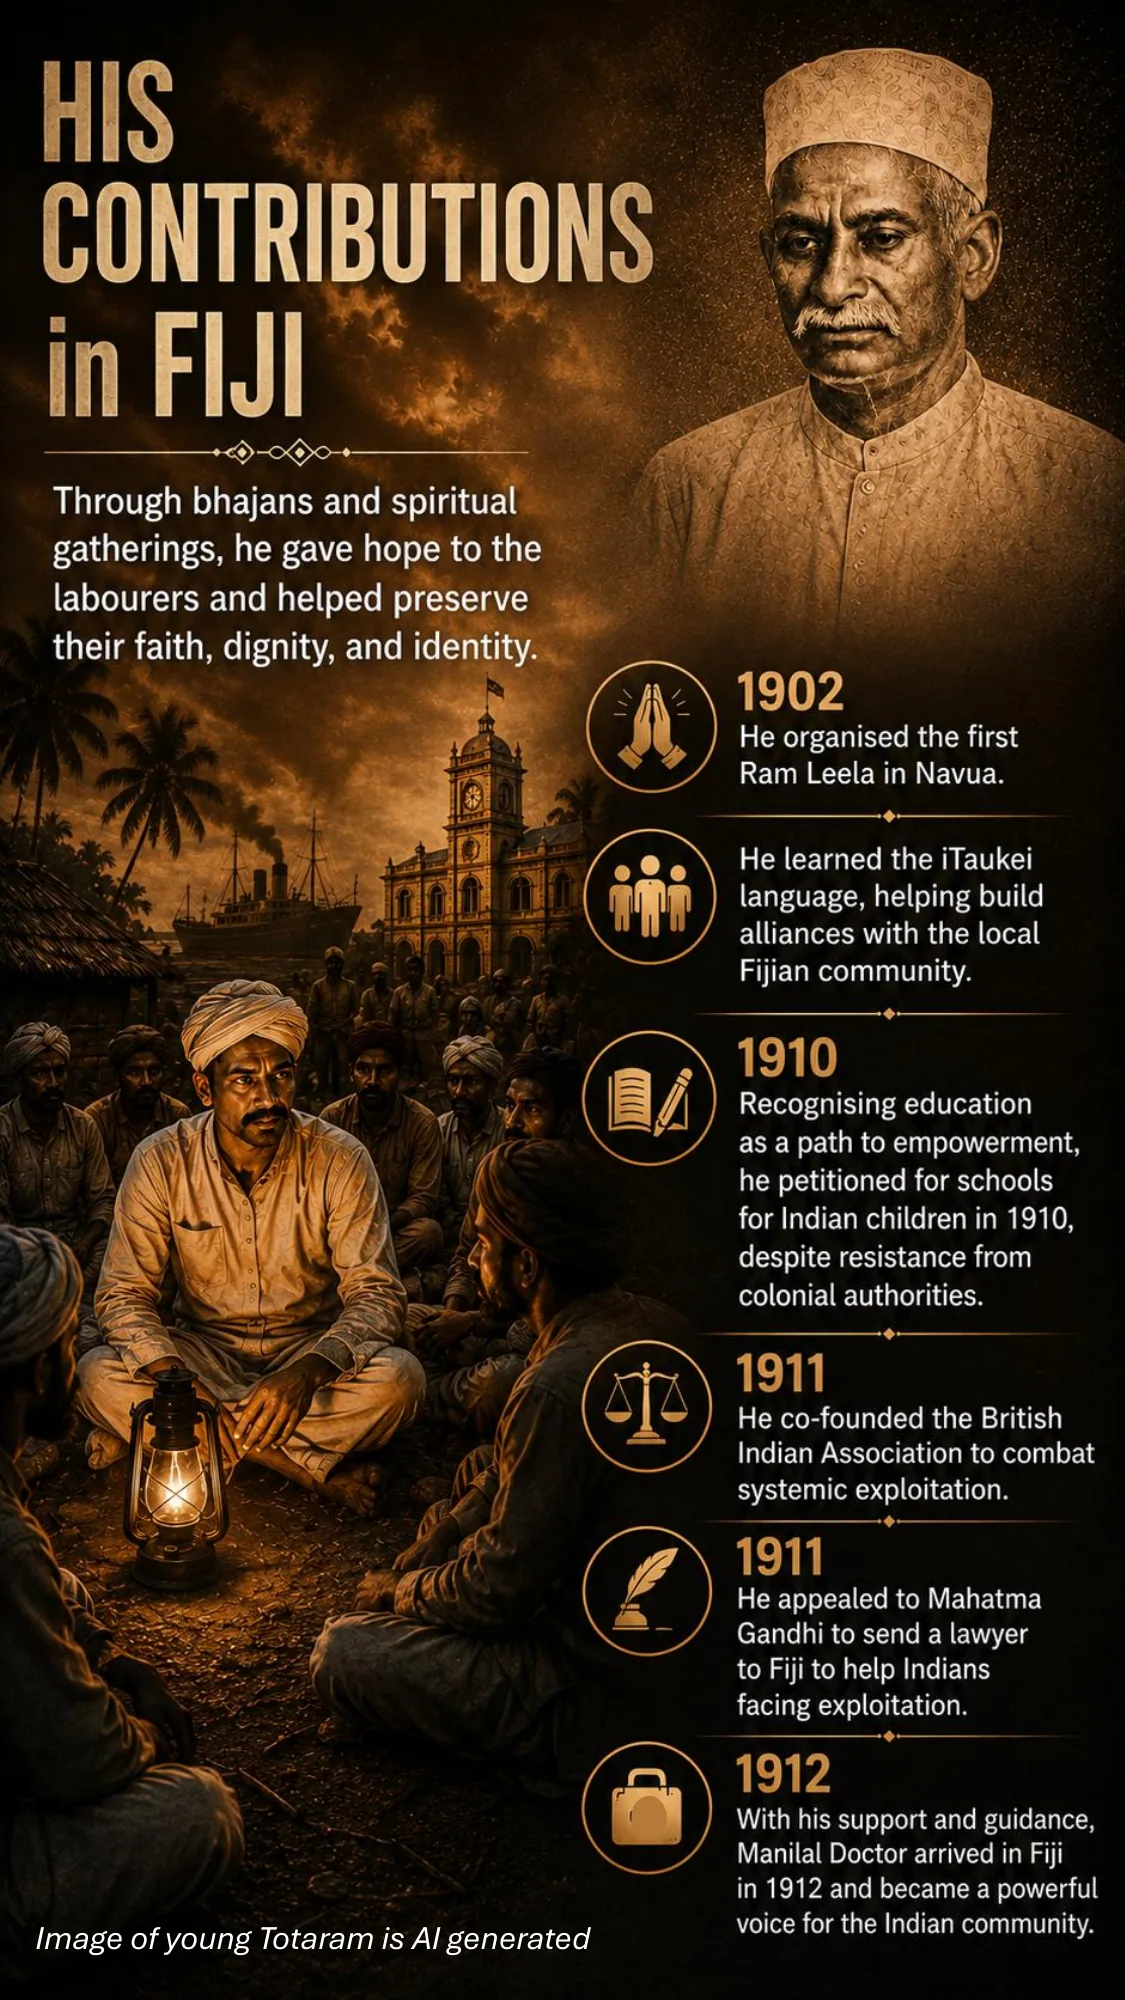 HIS
CONTRIBUTIONS
in FIJI
Through bhajans and spiritual
gatherings, he gave hope to the
labourers and helped preserve
their faith, dignity, and identity.
1902
He organised the first
Ram Leela in Navua.
He learned the iTaukei
language, helping build
alliances with the local
Fijian community.
1910
Recognising education
as a path to empowerment,
he petitioned for schools
for Indian children in 1910,
despite resistance from
colonial authorities.
1911
He co-founded the British
Indian Association to combat
systemic exploitation.
1911
He appealed to Mahatma
Gandhi to send a lawyer
to Fiji to help Indians
facing exploitation.
1912
With his support and guidance,
Manilal Doctor arrived in Fiji
in 1912 and became a powerful
voice for the Indian community.
Image of young Totaram is AI generated